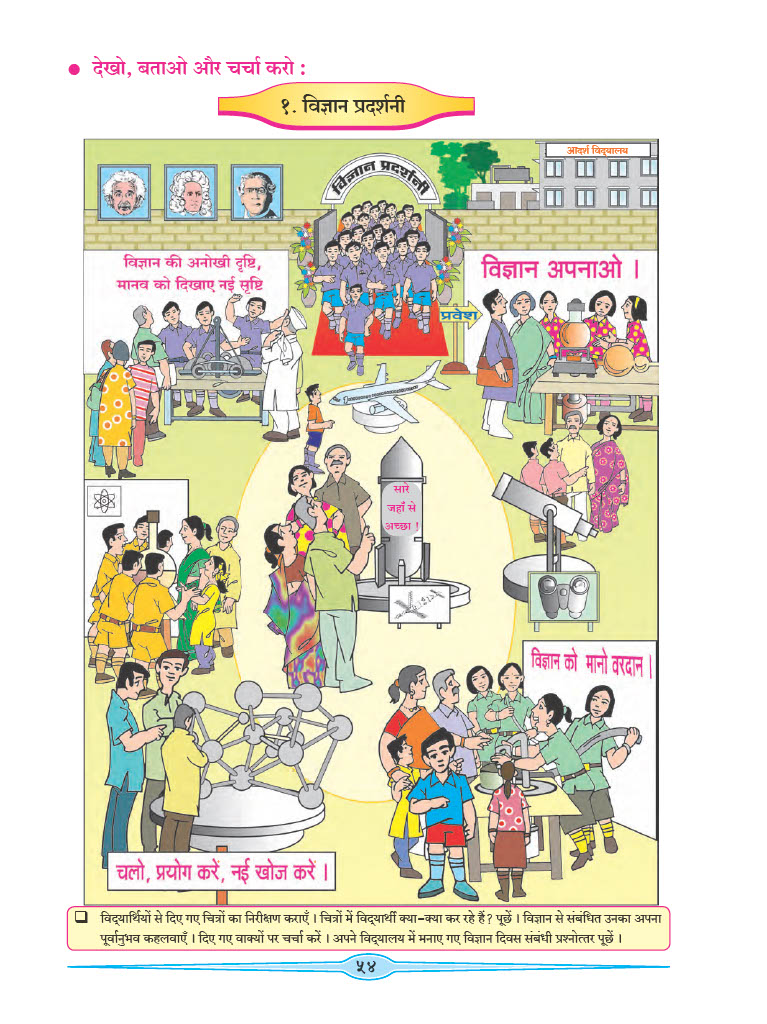 ● देखो, बताओ और चर्चा करो :
१. विज्ञान प्रदर्शनी
आदर्श विद्यालय
विज्ञान प्रदर्शनी
विज्ञान की अनोखी दृष्टि,
मानव को दिखाए नई सृष्टि
विज्ञान अपनाओ ।
प्रवेश
सारे
जहाँ से
अच्छा !
विज्ञान को मानो वरदान ।
चलो, प्रयोग करें, नई खोज करें ।
❑ विद्यार्थियों से दिए गए चित्रों का निरीक्षण कराएँ । चित्रों में विद्यार्थी क्या-क्या कर रहे हैं? पूछें । विज्ञान से संबंधित उनका अपना
पूर्वानुभव कहलवाएँ । दिए गए वाक्यों पर चर्चा करें । अपने विद्यालय में मनाए गए विज्ञान दिवस संबंधी प्रश्नोत्तर पूछें ।
५४